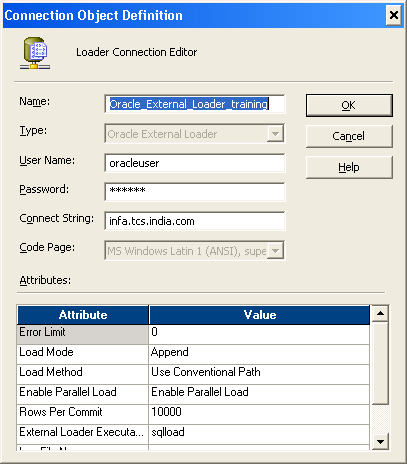 Connection Object Definition
Loader Connection Editor
Name: Oracle_External_Loader_training OK
Type: Oracle External Loader Cancel
User Name: oracleuser Help
Password: ******
Connect String: infa.tcs.india.com
Code Page: MS Windows Latin 1 (ANSI), supe
Attributes:
Attribute Value
Error Limit 0
Load Mode Append
Load Method Use Conventional Path
Enable Parallel Load Enable Parallel Load
Rows Per Commit 10000
External Loader Executa... sqlload